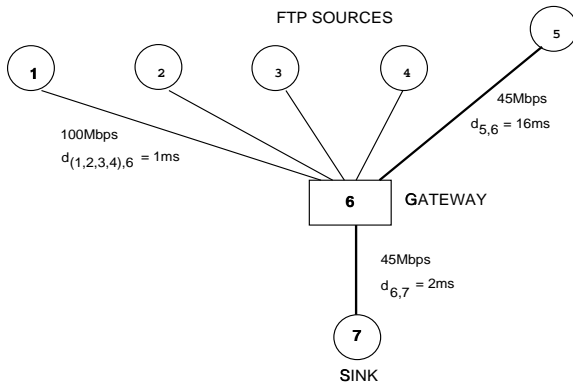 FTP SOURCES
1
2
3
4
5
100Mbps
d(1,2,3,4),6 = 1ms
45Mbps
d5,6 = 16ms
6
GATEWAY
45Mbps
d6,7 = 2ms
7
SINK